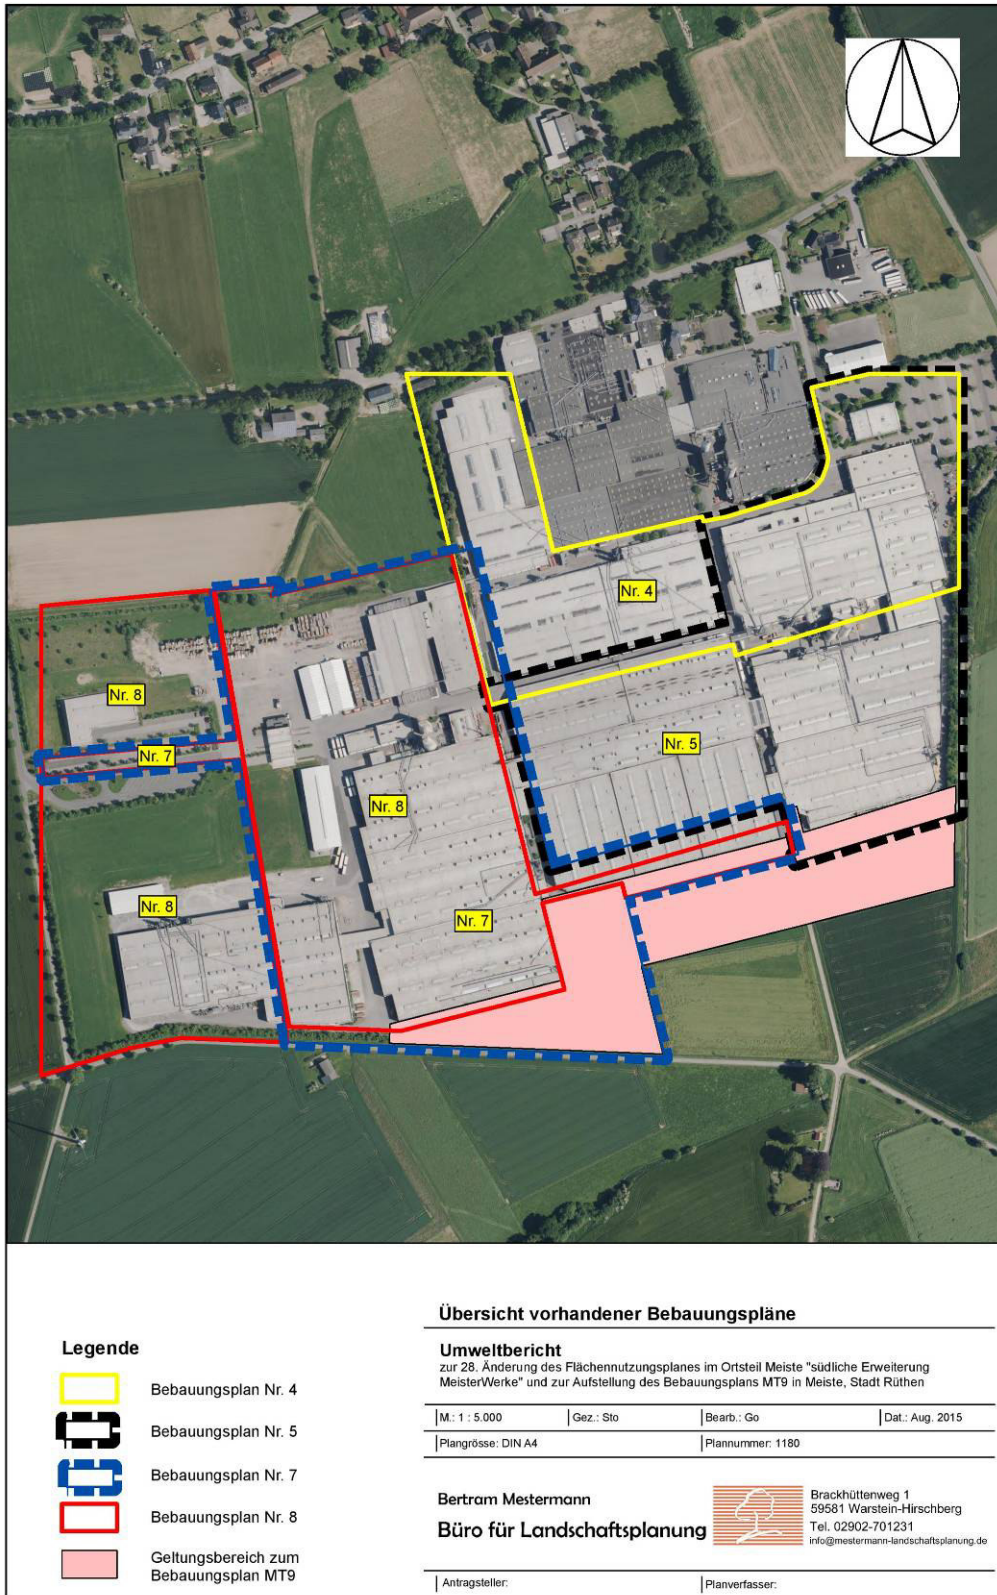 Nr. 4
Nr. 8
Nr. 5
Nr. 7
Nr. 8
Nr. 8
Nr. 7
Legende
Bebauungsplan Nr. 4
Bebauungsplan Nr. 5
Bebauungsplan Nr. 7
Bebauungsplan Nr. 8
Geltungsbereich zum
Bebauungsplan MT9
Übersicht vorhandener Bebauungspläne
Umweltbericht
zur 28. Änderung des Flächennutzungsplanes im Ortsteil Meiste "südliche Erweiterung
MeisterWerke" und zur Aufstellung des Bebauungsplans MT9 in Meiste, Stadt Rüthen
M.: 1 : 5.000 Gez.: Sto Bearb.: Go Dat.: Aug. 2015
Plangrösse: DIN A4 Plannummer: 1180
Bertram Mestermann
Büro für Landschaftsplanung
Brackhüttenweg 1
59581 Warstein-Hirschberg
Tel. 02902-701231
info@mestermann-landschaftsplanung.de
Antragsteller: Planverfasser: